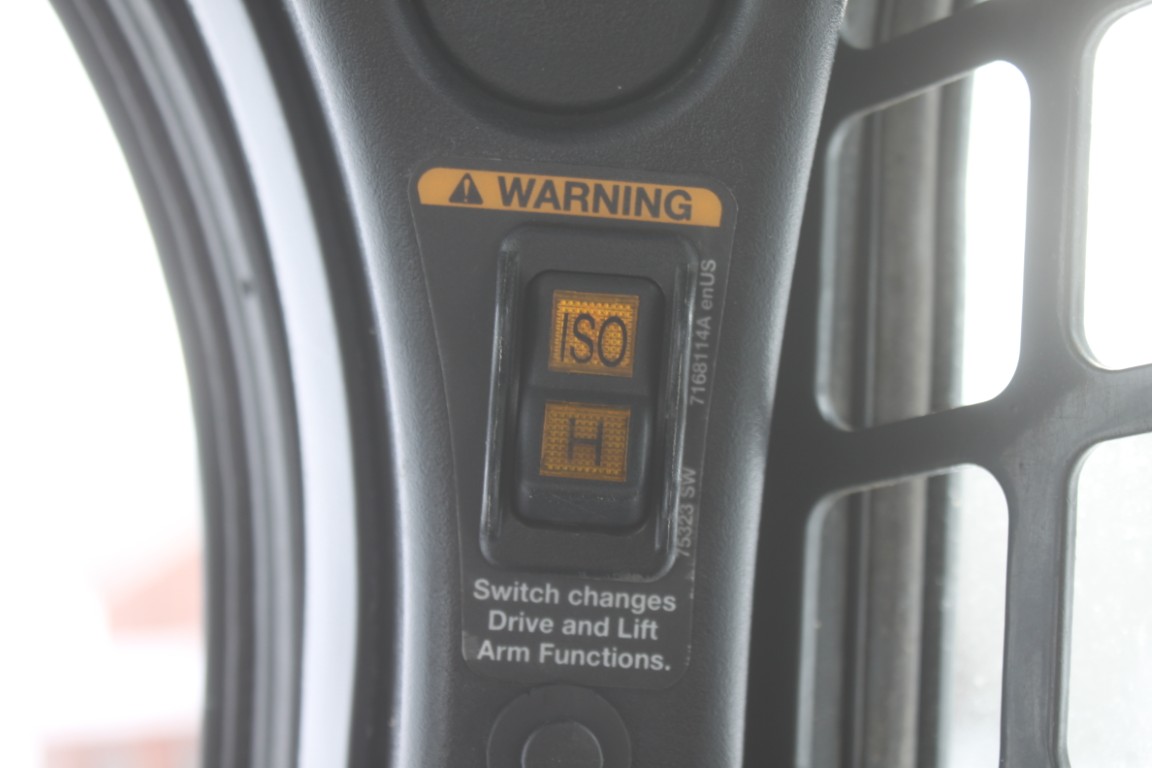 WARNING
ISO
H
7168114A enUS
75323 SW
Switch changes
Drive and Lift
Arm Functions.